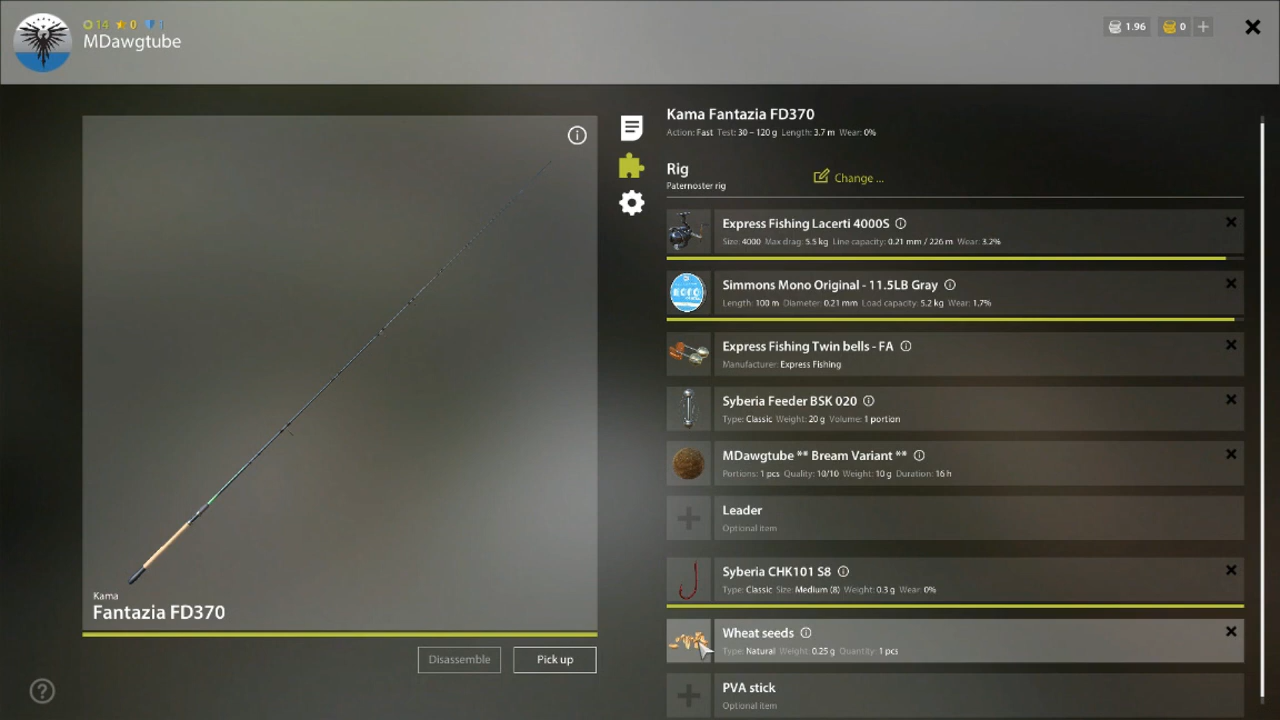 14 0 1
MDawgtube
1.96 0
Kama Fantazia FD370
Action: Fast Test: 30 – 120 g Length: 3.7 m Wear: 0%
Rig
Paternoster rig
Change ...
Express Fishing Lacerti 4000S
Size: 4000 Max drag: 5.5 kg Line capacity: 0.21 mm / 226 m Wear: 3.2%
Simmons Mono Original - 11.5LB Gray
Length: 100 m Diameter: 0.21 mm Load capacity: 5.2 kg Wear: 1.7%
Express Fishing Twin bells - FA
Manufacturer: Express Fishing
Syberia Feeder BSK 020
Type: Classic Weight: 20 g Volume: 1 portion
MDawgtube ** Bream Variant **
Portions: 1 pcs Quality: 10/10 Weight: 10 g Duration: 16 h
Leader
Optional item
Syberia CHK101 S8
Type: Classic Size: Medium (8) Weight: 0.3 g Wear: 0%
Wheat seeds
Type: Natural Weight: 0.25 g Quantity: 1 pcs
PVA stick
Optional item
Kama
Fantazia FD370
Disassemble
Pick up